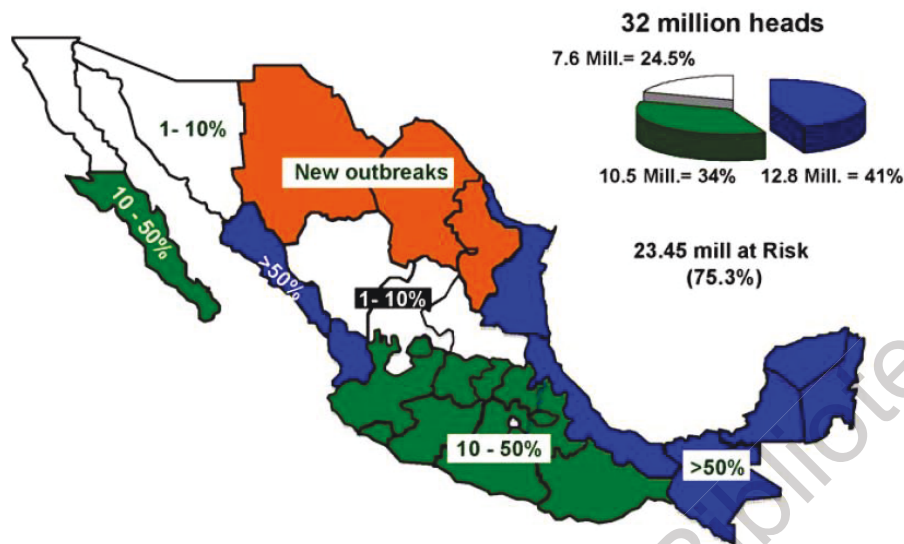 32 million heads
7.6 Mill.= 24.5%
10.5 Mill.= 34%
12.8 Mill. = 41%
23.45 mill at Risk
(75.3%)
1- 10%
New outbreaks
10 - 50%
>50%
1- 10%
10 - 50%
>50%
Bibliote